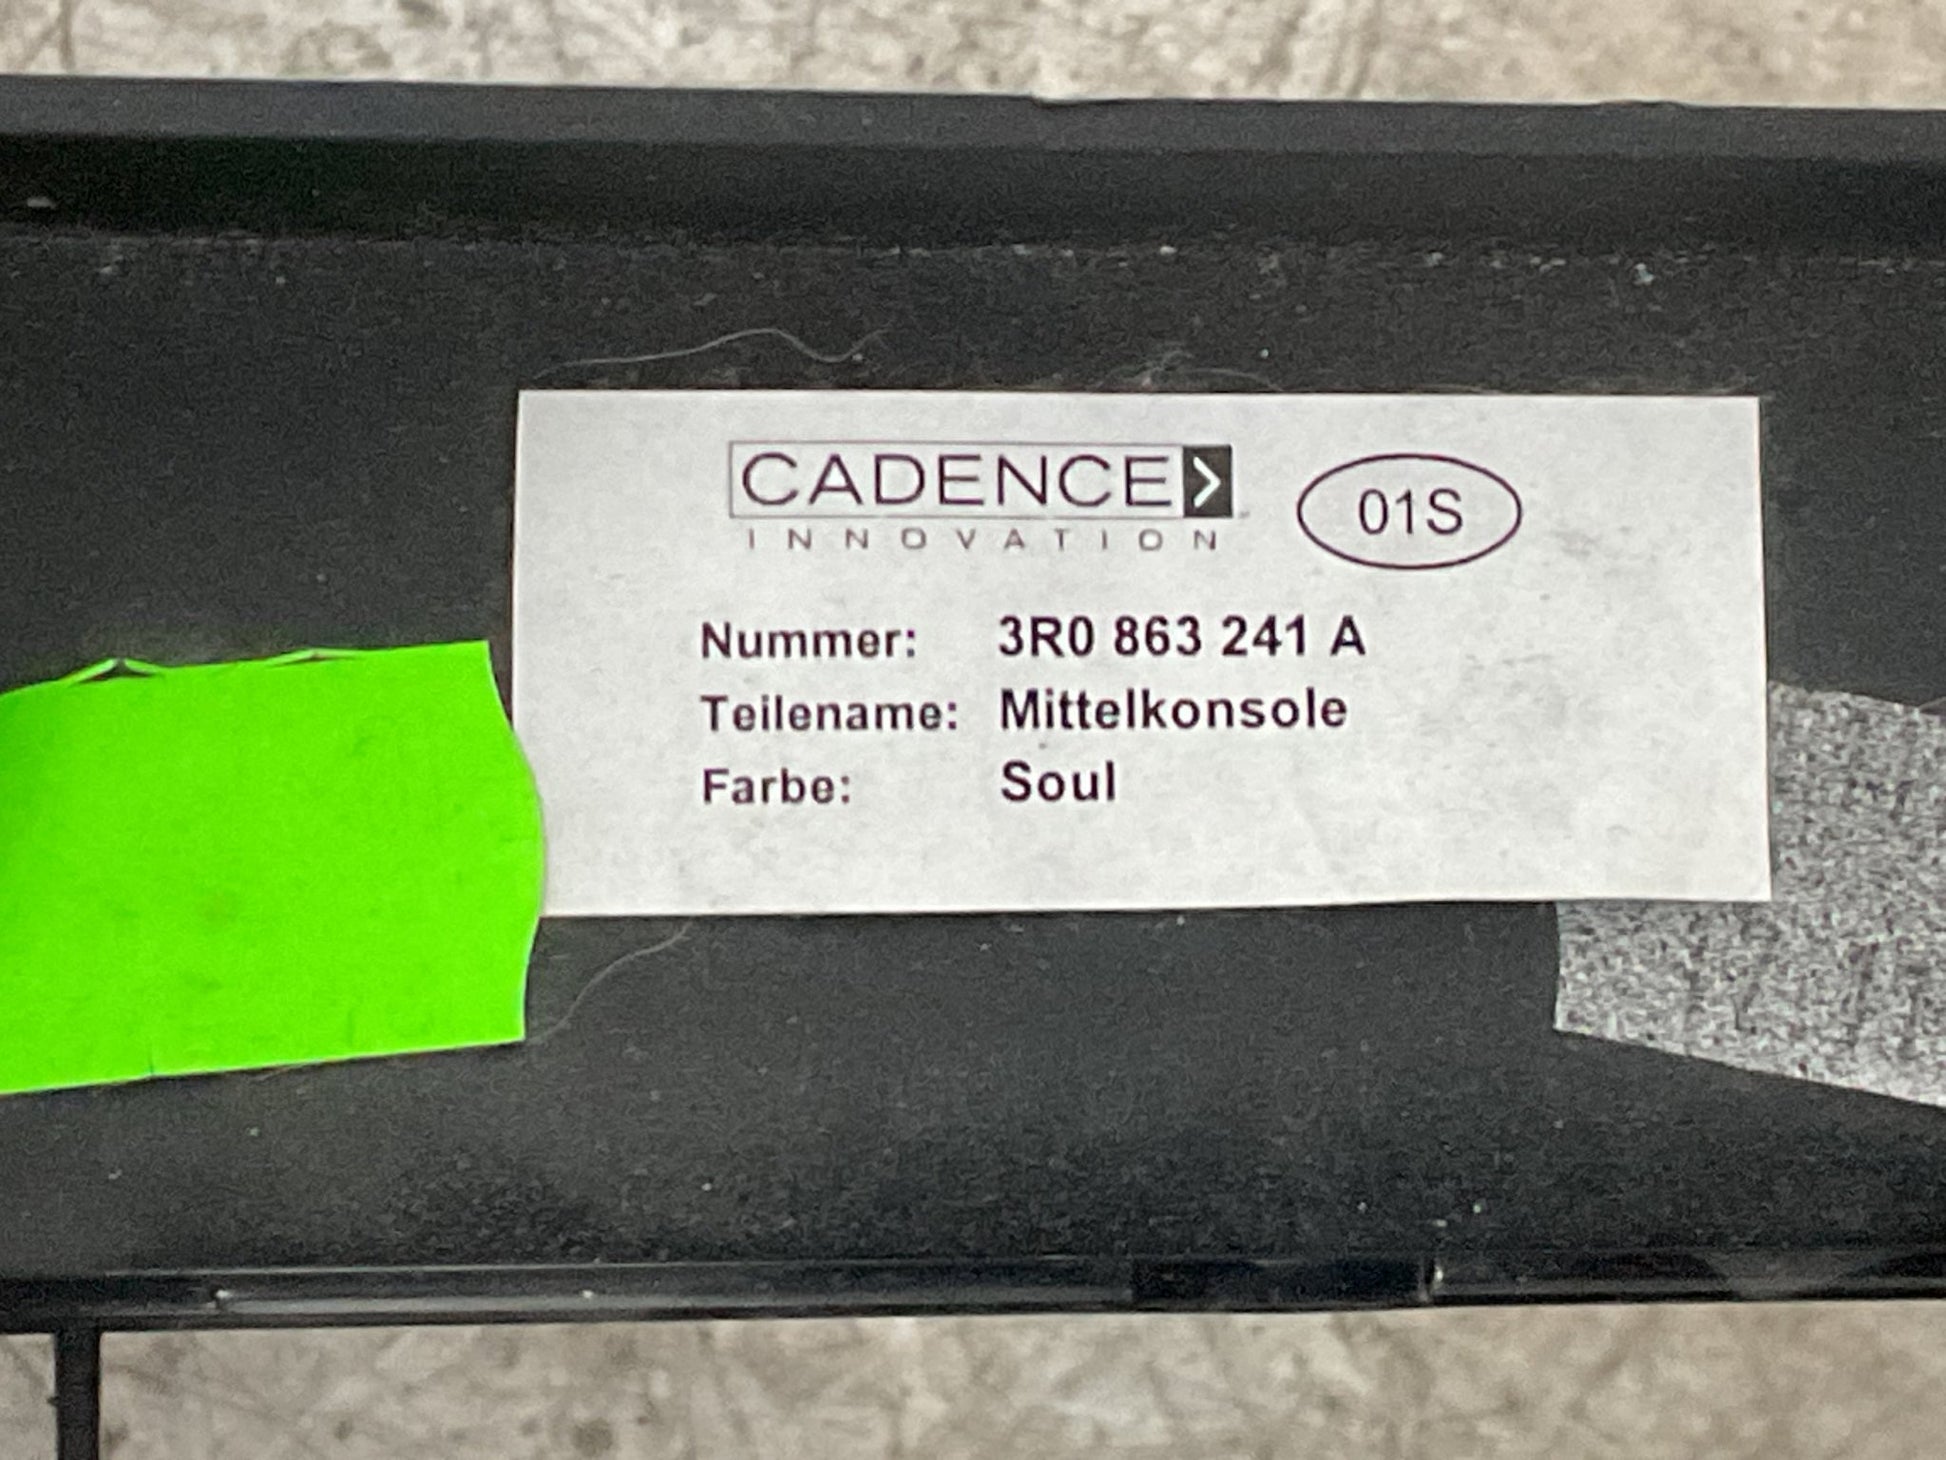 CADENCE>
INNOVATION
01S
Nummer: 3R0 863 241 A
Teilename: Mittelkonsole
Farbe: Soul